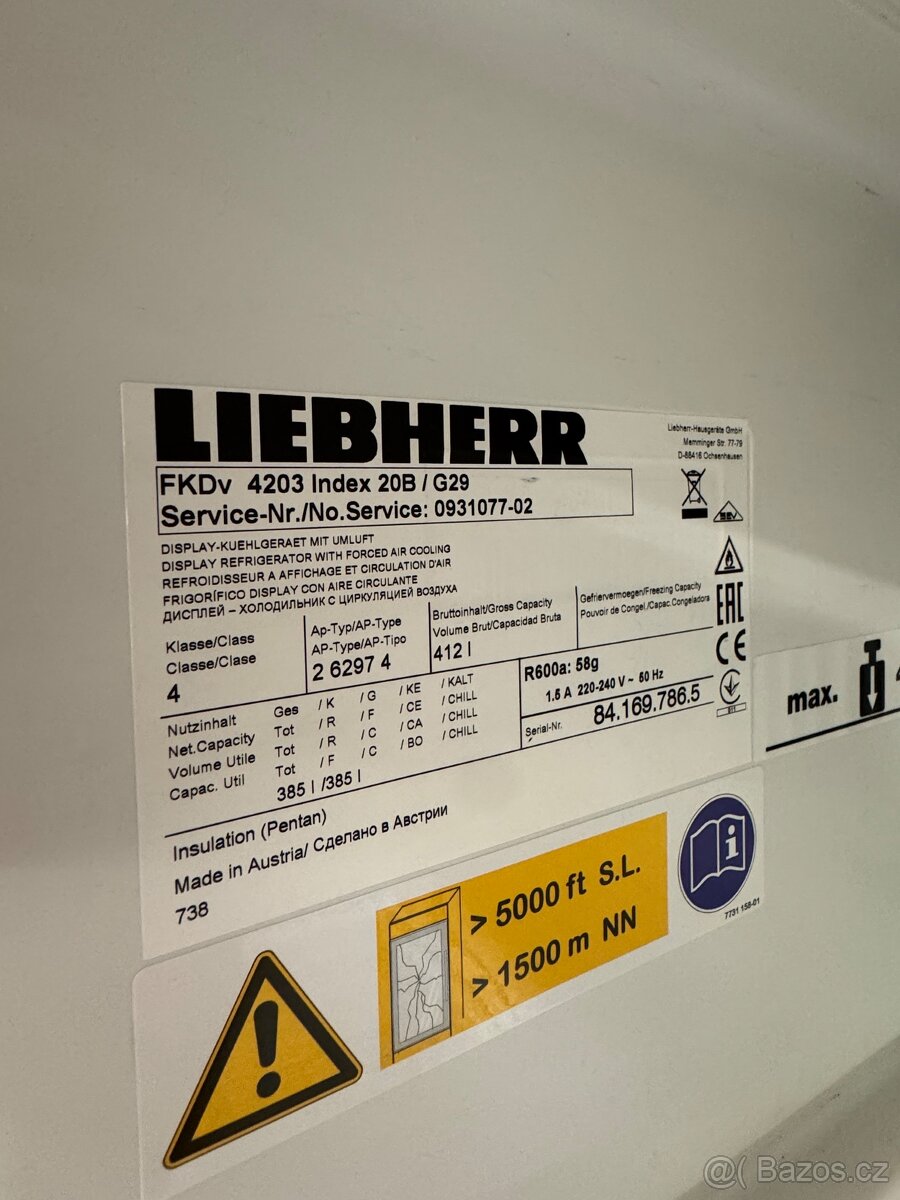 LIEBHERR
Liebherr-Hausgeräte GmbH
Memminger Str. 77-79
D-88416 Ochsenhausen
FKDv 4203 Index 20B / G29
Service-Nr./No.Service: 0931077-02
SEV
DISPLAY-KUEHLGERAET MIT UMLUFT
DISPLAY REFRIGERATOR WITH FORCED AIR COOLING
REFROIDISSEUR A AFFICHAGE ET CIRCULATION D'AIR
FRIGORÍFICO DISPLAY CON AIRE CIRCULANTE
ДИСПЛЕЙ – ХОЛОДИЛЬНИК С ЦИРКУЛЯЦИЕЙ ВОЗДУХА
EAC
CE
Klasse/Class
Classe/Clase
4
Ap-Typ/AP-Type
AP-Type/AP-Tipo
2 6297 4
Bruttoinhalt/Gross Capacity
Volume Brut/Capacidad Bruta
412 l
Gefriervermoegen/Freezing Capacity
Pouvoir de Congel./Capac.Congeladora
Nutzinhalt Ges / K / G / KE / KALT
Net.Capacity Tot / R / F / CE / CHILL
Volume Utile Tot / R / C / CA / CHILL
Capac. Util Tot / F / C / BO / CHILL
385 l /385 l
R600a: 58g
1.5 A 220-240 V ~ 50 Hz
Serial-Nr. 84.169.786.5
Insulation (Pentan)
Made in Austria/ Сделано в Австрии
738
max. 4
> 5000 ft S.L.
> 1500 m NN
i
7731 158-01
!
@( Bazos.cz